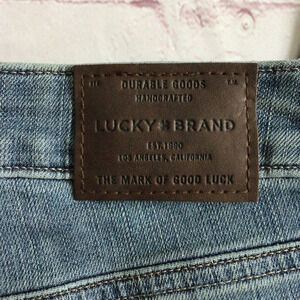 DURABLE GOODS
HANDCRAFTED
LUCKY BRAND
EST. 1990
LOS ANGELES, CALIFORNIA
THE MARK OF GOOD LUCK